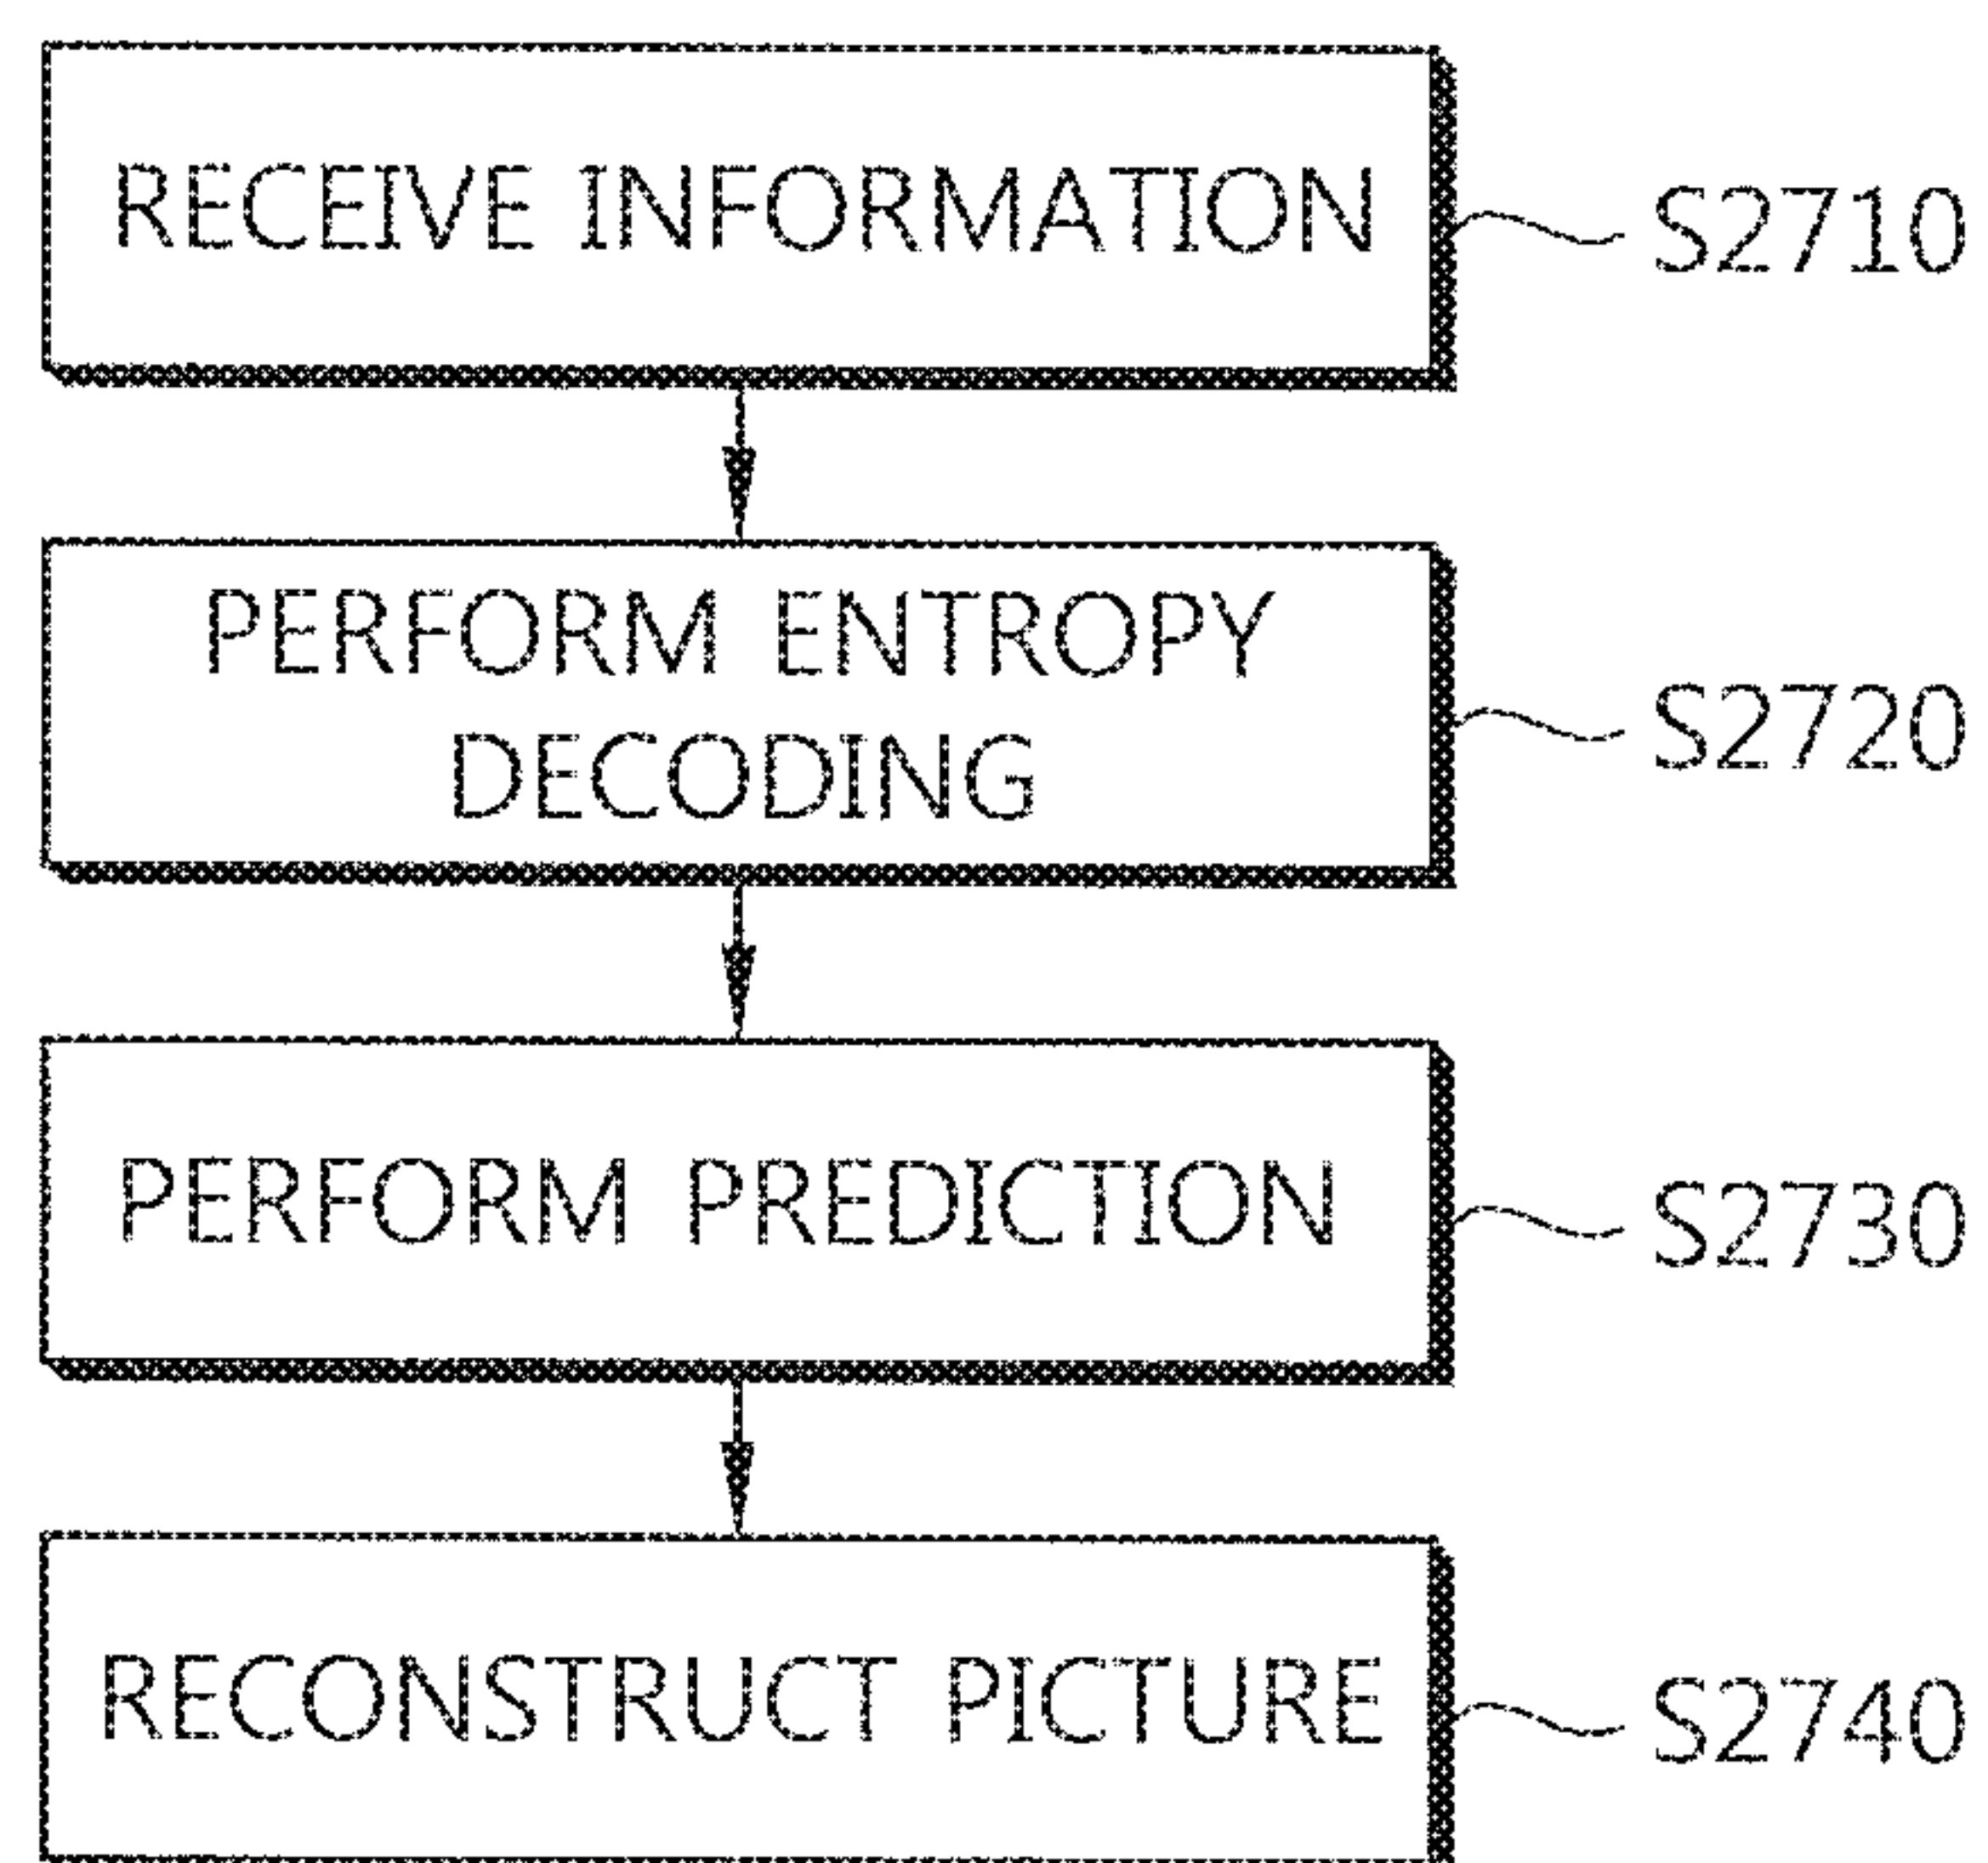 RECEIVE INFORMATION
S2710
PERFORM ENTROPY
DECODING
S2720
PERFORM PREDICTION
S2730
RECONSTRUCT PICTURE
S2740